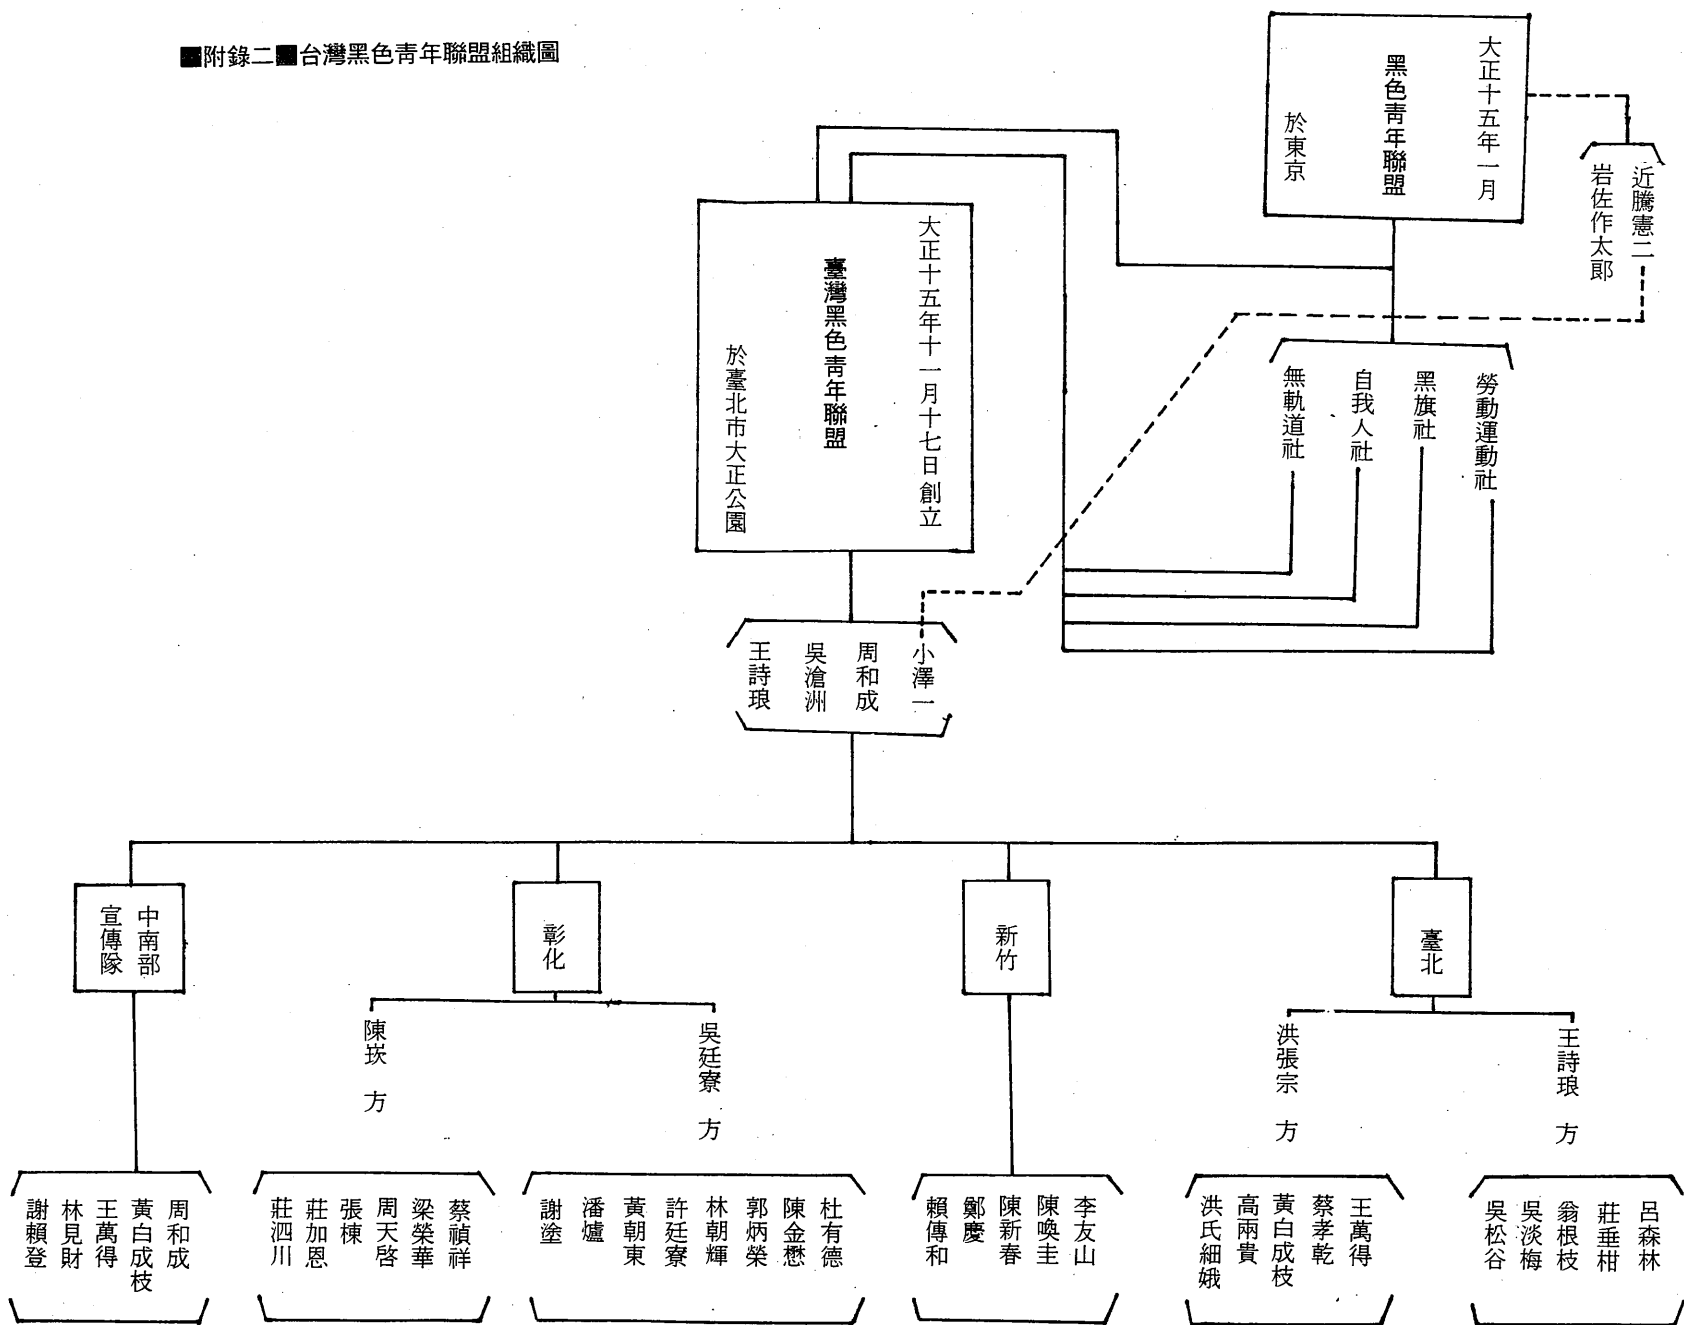 ■附錄二■台灣黑色靑年聯盟組織圖
大正十五年一月
黑色靑年聯盟
於東京
近騰憲二
岩佐作太郎
大正十五年十一月十七日創立
臺灣黑色靑年聯盟
於臺北市大正公園
勞動運動社
黑旗社
自我人社
無軌道社
小澤一
周和成
吳滄洲
王詩琅
臺北
新竹
彰化
中南部
宣傳隊
王詩琅 方
洪張宗 方
吳廷寮 方
陳崁 方
呂森林
莊垂柑
翁根枝
吳淡梅
吳松谷
王萬得
蔡孝乾
黃白成枝
高兩貴
洪氏細娥
李友山
陳喚圭
陳新春
鄭慶
賴傳和
杜有德
陳金懋
郭炳榮
林朝輝
許廷寮
黃朝東
潘爐
謝塗
蔡禎祥
梁榮華
周天啓
張棟
莊加恩
莊泗川
周和成
黃白成枝
王萬得
林見財
謝賴登